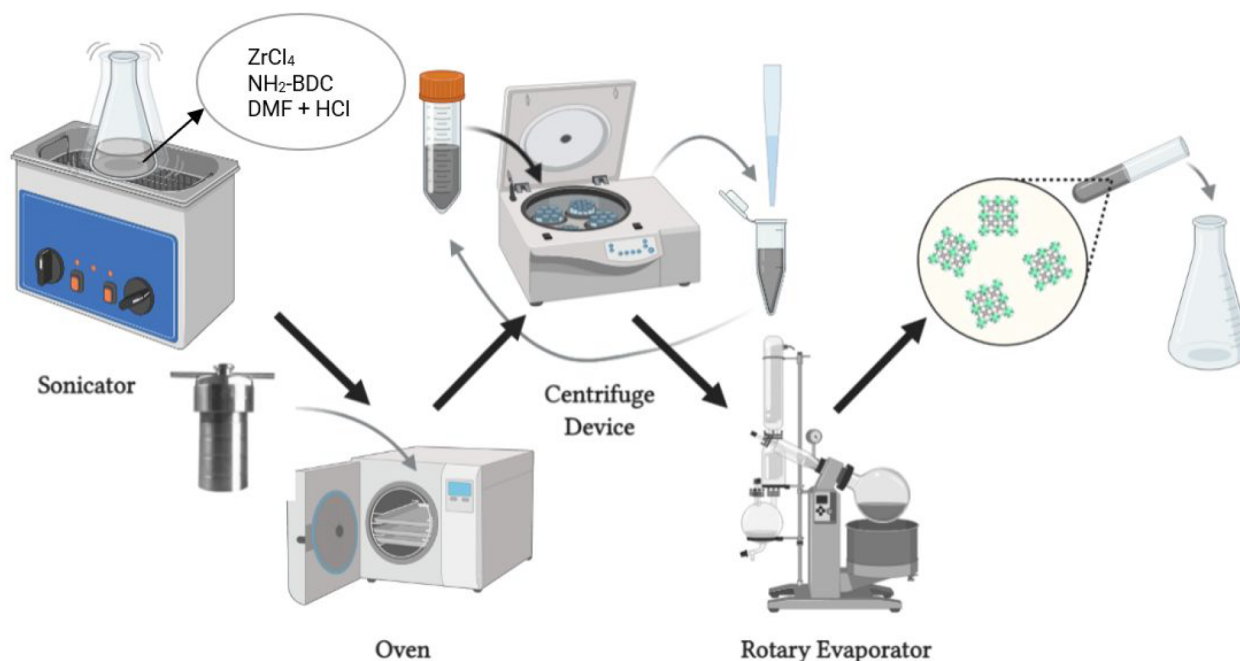 ZrCl₄
NH₂-BDC
DMF + HCl
Sonicator
Centrifuge
Device
Oven
Rotary Evaporator